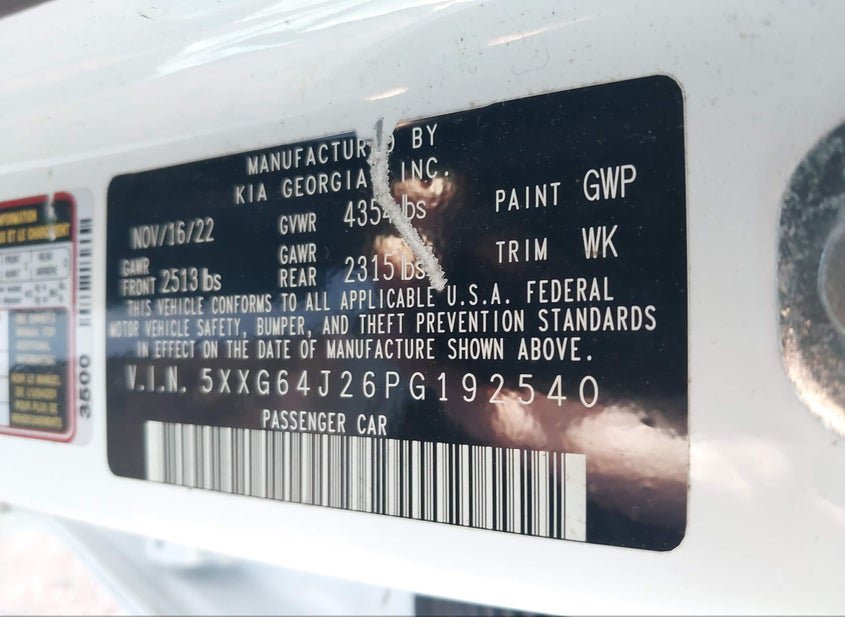 MANUFACTURED BY
KIA GEORGIA, INC.
NOV/16/22 GVWR 4354 lbs PAINT GWP
GAWR FRONT 2513 lbs GAWR REAR 2315 lbs TRIM WK
THIS VEHICLE CONFORMS TO ALL APPLICABLE U.S.A. FEDERAL
MOTOR VEHICLE SAFETY, BUMPER, AND THEFT PREVENTION STANDARDS
IN EFFECT ON THE DATE OF MANUFACTURE SHOWN ABOVE.
V.I.N. 5XXG64J26PG192540
PASSENGER CAR
3500